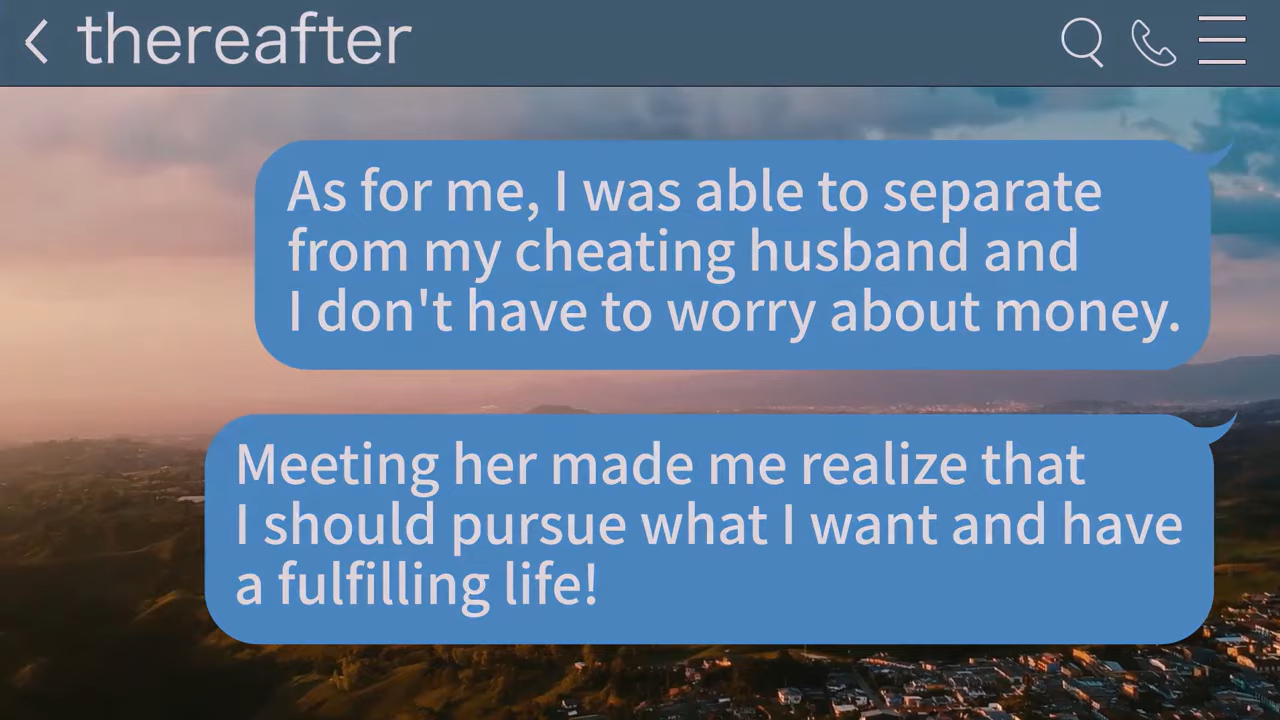 thereafter
As for me, I was able to separate
from my cheating husband and
I don't have to worry about money.
Meeting her made me realize that
I should pursue what I want and have
a fulfilling life!